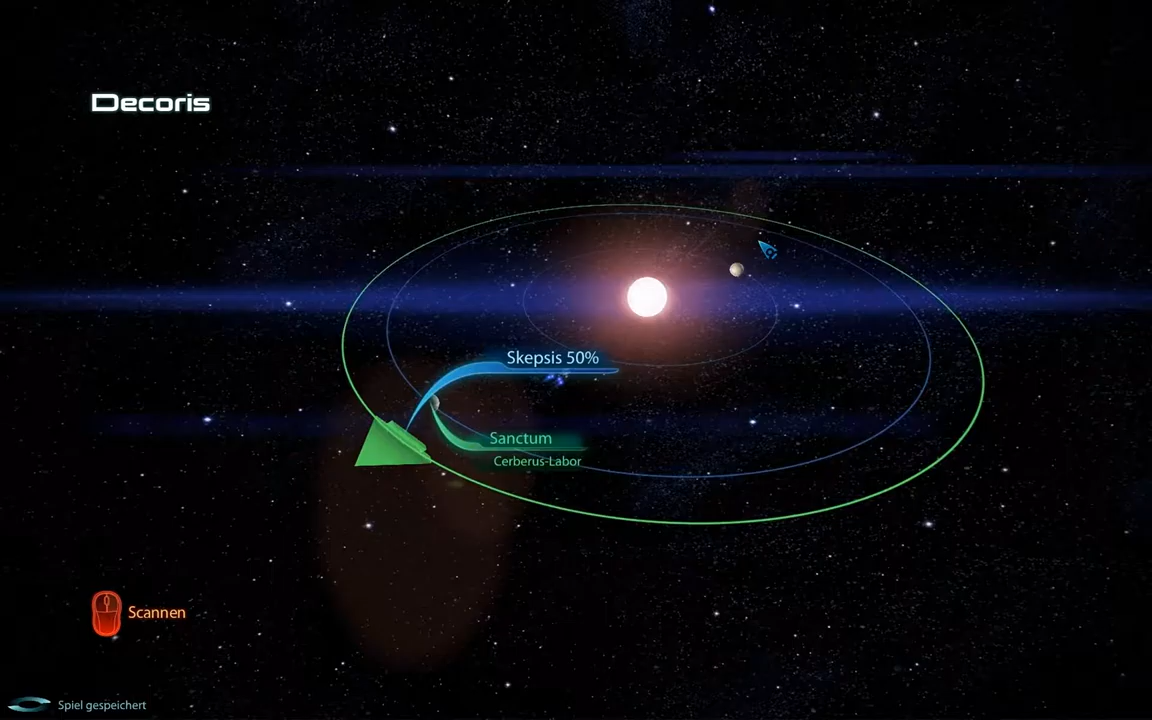 Decoris
Skepsis 50%
Sanctum
Cerberus-Labor
Scannen
Spiel gespeichert